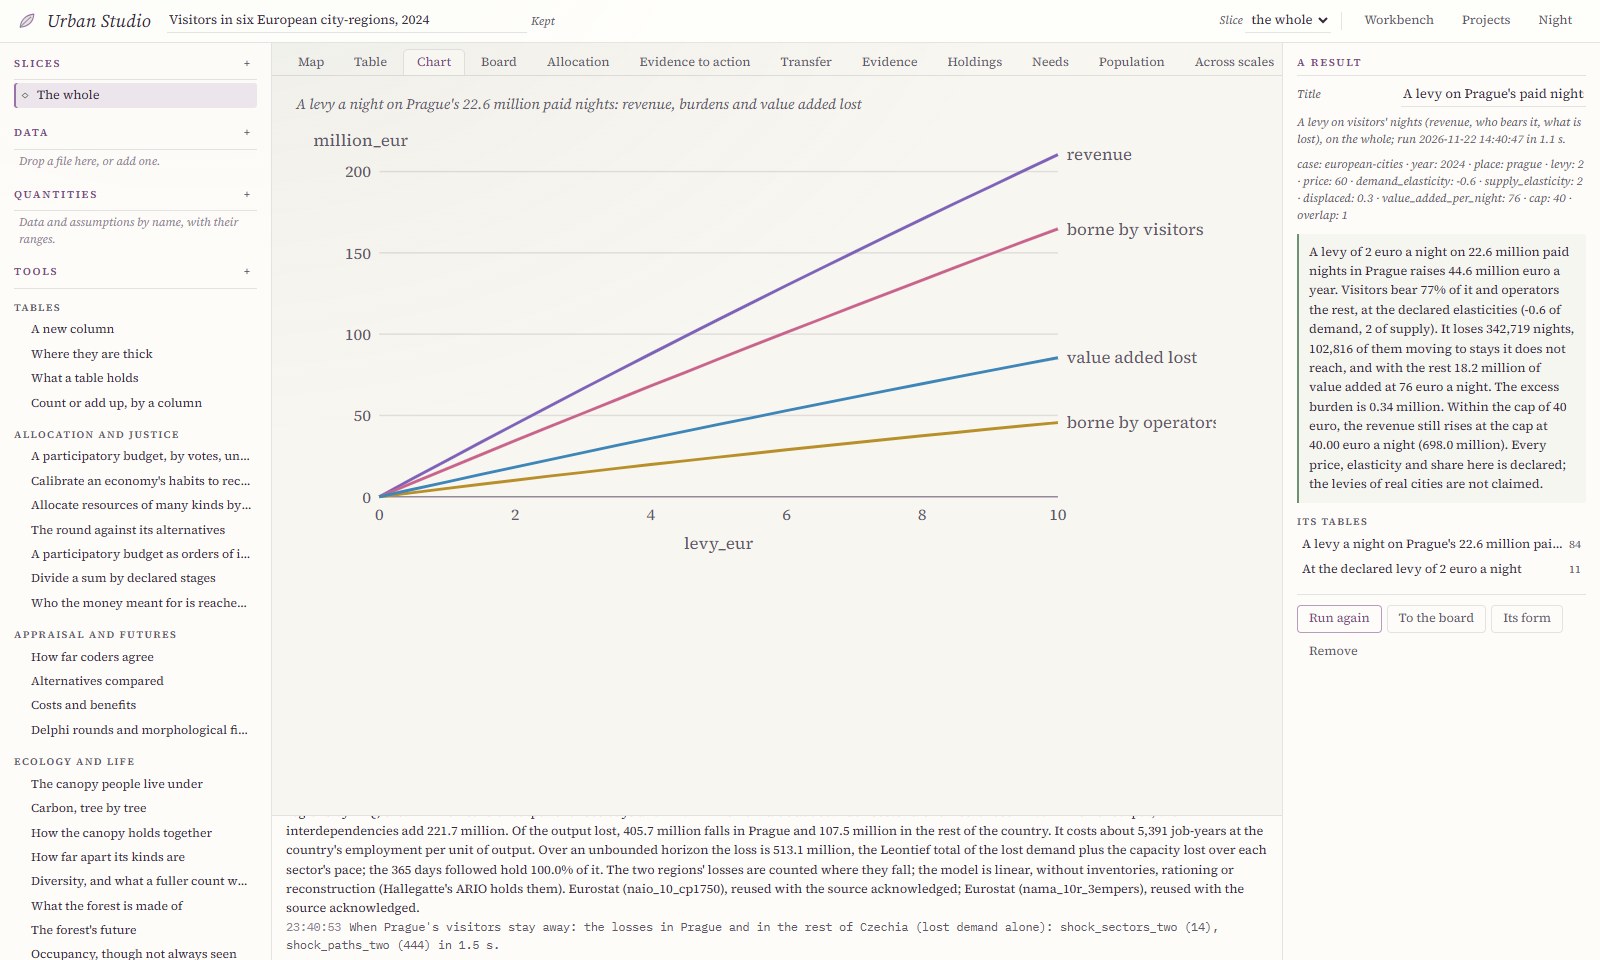 Urban Studio
Visitors in six European city-regions, 2024
Kept
Slice the whole
Workbench
Projects
Night
SLICES +
The whole
DATA +
Drop a file here, or add one.
QUANTITIES +
Data and assumptions by name, with their
ranges.
TOOLS +
TABLES
A new column
Where they are thick
What a table holds
Count or add up, by a column
ALLOCATION AND JUSTICE
A participatory budget, by votes, un...
Calibrate an economy's habits to rec...
Allocate resources of many kinds by...
The round against its alternatives
A participatory budget as orders of i...
Divide a sum by declared stages
Who the money meant for is reache...
APPRAISAL AND FUTURES
How far coders agree
Alternatives compared
Costs and benefits
Delphi rounds and morphological fi...
ECOLOGY AND LIFE
The canopy people live under
Carbon, tree by tree
How the canopy holds together
How far apart its kinds are
Diversity, and what a fuller count w...
What the forest is made of
The forest's future
Occupancy, though not always seen
Map Table Chart Board Allocation Evidence to action Transfer Evidence Holdings Needs Population Across scales
A levy a night on Prague's 22.6 million paid nights: revenue, burdens and value added lost
million_eur
200
150
100
50
0
0 2 4 6 8 10
levy_eur
revenue
borne by visitors
value added lost
borne by operators
interdependencies add 221.7 million. Of the output lost, 405.7 million falls in Prague and 107.5 million in the rest of the country. It costs about 5,391 job-years at the
country's employment per unit of output. Over an unbounded horizon the loss is 513.1 million, the Leontief total of the lost demand plus the capacity lost over each
sector's pace; the 365 days followed hold 100.0% of it. The two regions' losses are counted where they fall; the model is linear, without inventories, rationing or
reconstruction (Hallegatte's ARIO holds them). Eurostat (naio_10_cp1750), reused with the source acknowledged; Eurostat (nama_10r_3empers), reused with the
source acknowledged.
23:40:53 When Prague's visitors stay away: the losses in Prague and in the rest of Czechia (lost demand alone): shock_sectors_two (14),
shock_paths_two (444) in 1.5 s.
A RESULT
Title A levy on Prague's paid night
A levy on visitors' nights (revenue, who bears it, what is
lost), on the whole; run 2026-11-22 14:40:47 in 1.1 s.
case: european-cities · year: 2024 · place: prague · levy: 2
· price: 60 · demand_elasticity: -0.6 · supply_elasticity: 2
· displaced: 0.3 · value_added_per_night: 76 · cap: 40 ·
overlap: 1
A levy of 2 euro a night on 22.6 million paid
nights in Prague raises 44.6 million euro a
year. Visitors bear 77% of it and operators
the rest, at the declared elasticities (-0.6 of
demand, 2 of supply). It loses 342,719 nights,
102,816 of them moving to stays it does not
reach, and with the rest 18.2 million of
value added at 76 euro a night. The excess
burden is 0.34 million. Within the cap of 40
euro, the revenue still rises at the cap at
40.00 euro a night (698.0 million). Every
price, elasticity and share here is declared;
the levies of real cities are not claimed.
ITS TABLES
A levy a night on Prague's 22.6 million pai... 84
At the declared levy of 2 euro a night 11
Run again
To the board
Its form
Remove